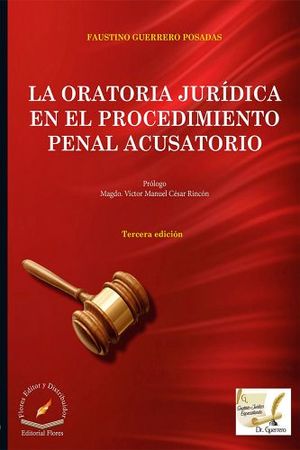 FAUSTINO GUERRERO POSADAS
LA ORATORIA JURÍDICA
EN EL PROCEDIMIENTO
PENAL ACUSATORIO
Prólogo
Magdo. Víctor Manuel César Rincón
Tercera edición
Flores Editor y Distribuidor
Editorial Flores
Dr. Guerrero